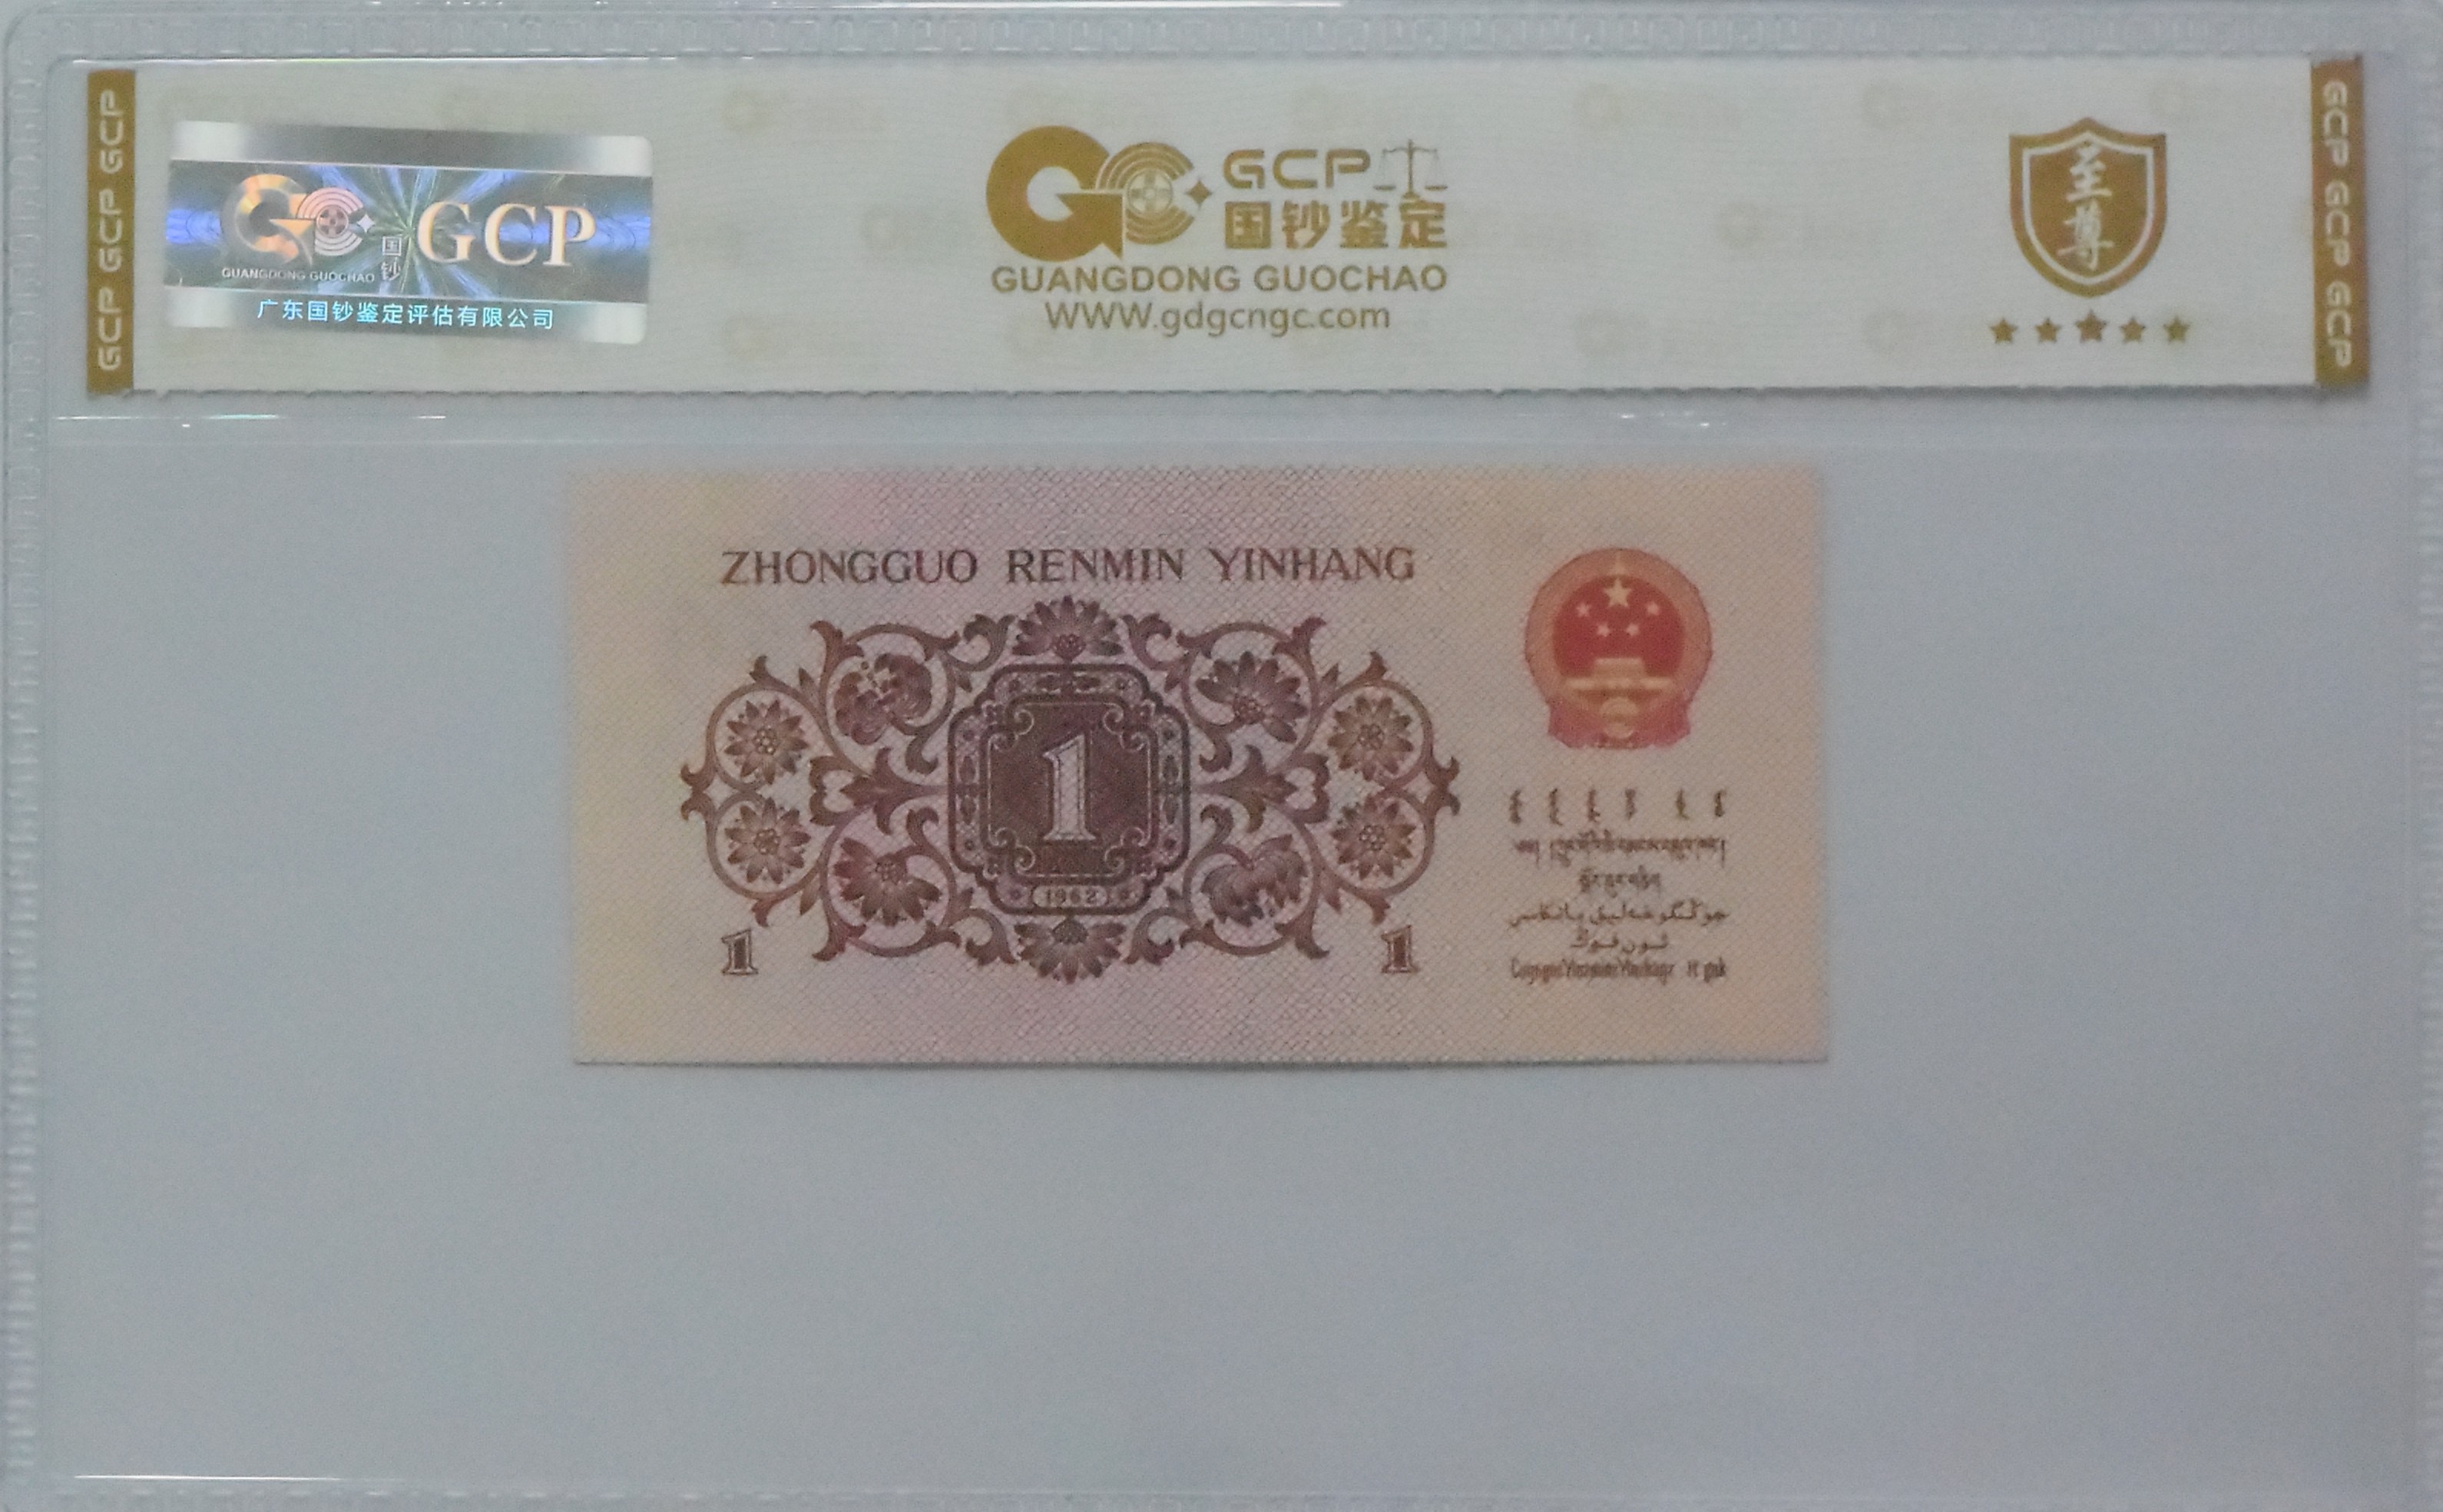 GCP GCP GCP
GUANGDONG GUOCHAO
国钞
GCP
广东国钞鉴定评估有限公司
GCP
国钞鉴定
GUANGDONG GUOCHAO
WWW.gdgcngc.com
至尊
GCP GCP GCP
ZHONGGUO RENMIN YINHANG
1
1962
1
1